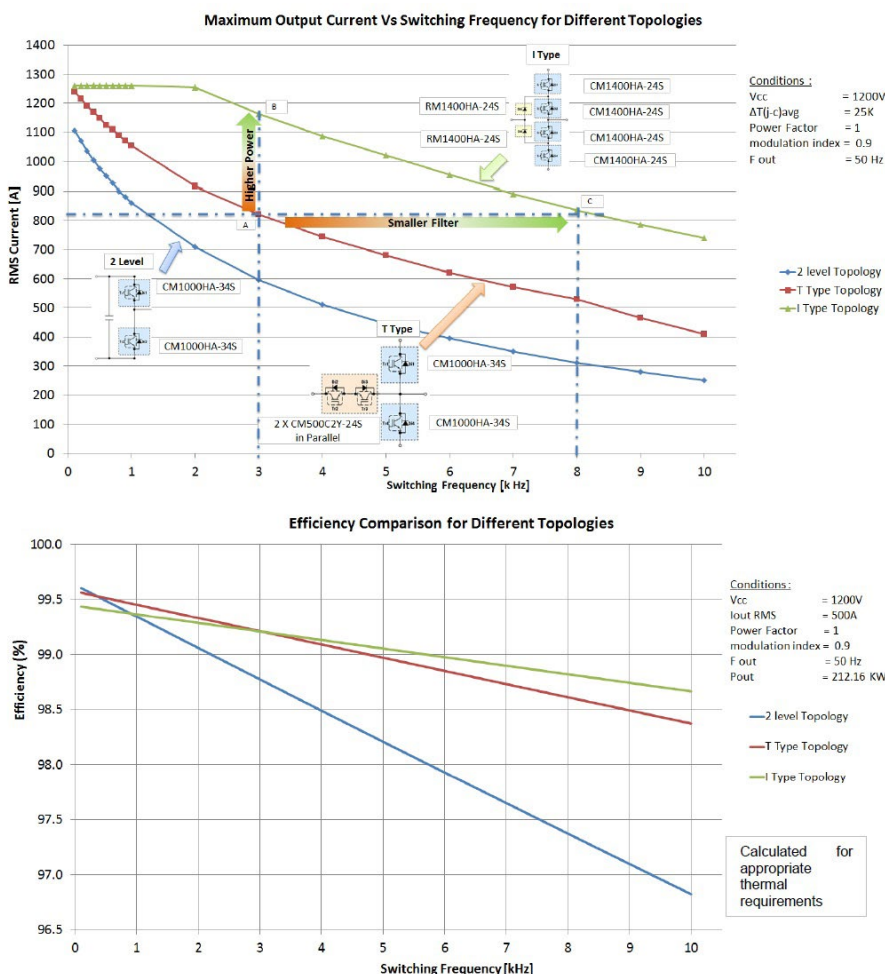 Maximum Output Current Vs Switching Frequency for Different Topologies
1400
1300
1200
1100
1000
900
800
700
600
500
400
300
200
100
0
RMS Current [A]
0 1 2 3 4 5 6 7 8 9 10
Switching Frequency [k Hz]
I Type
RM1400HA-24S
RM1400HA-24S
CM1400HA-24S
CM1400HA-24S
CM1400HA-24S
CM1400HA-24S
B
Higher Power
A
Smaller Filter
C
2 Level
CM1000HA-34S
CM1000HA-34S
T Type
CM1000HA-34S
CM1000HA-34S
2 X CM500C2Y-24S
in Parallel
Conditions :
Vcc = 1200V
ΔT(j-c)avg = 25K
Power Factor = 1
modulation index = 0.9
F out = 50 Hz
2 level Topology
T Type Topology
I Type Topology
Efficiency Comparison for Different Topologies
100.0
99.5
99.0
98.5
98.0
97.5
97.0
96.5
Efficiency (%)
0 1 2 3 4 5 6 7 8 9 10
Switching Frequency [kHz]
Conditions :
Vcc = 1200V
Iout RMS = 500A
Power Factor = 1
modulation index = 0.9
F out = 50 Hz
Pout = 212.16 KW
2 level Topology
T Type Topology
I Type Topology
Calculated for
appropriate
thermal
requirements